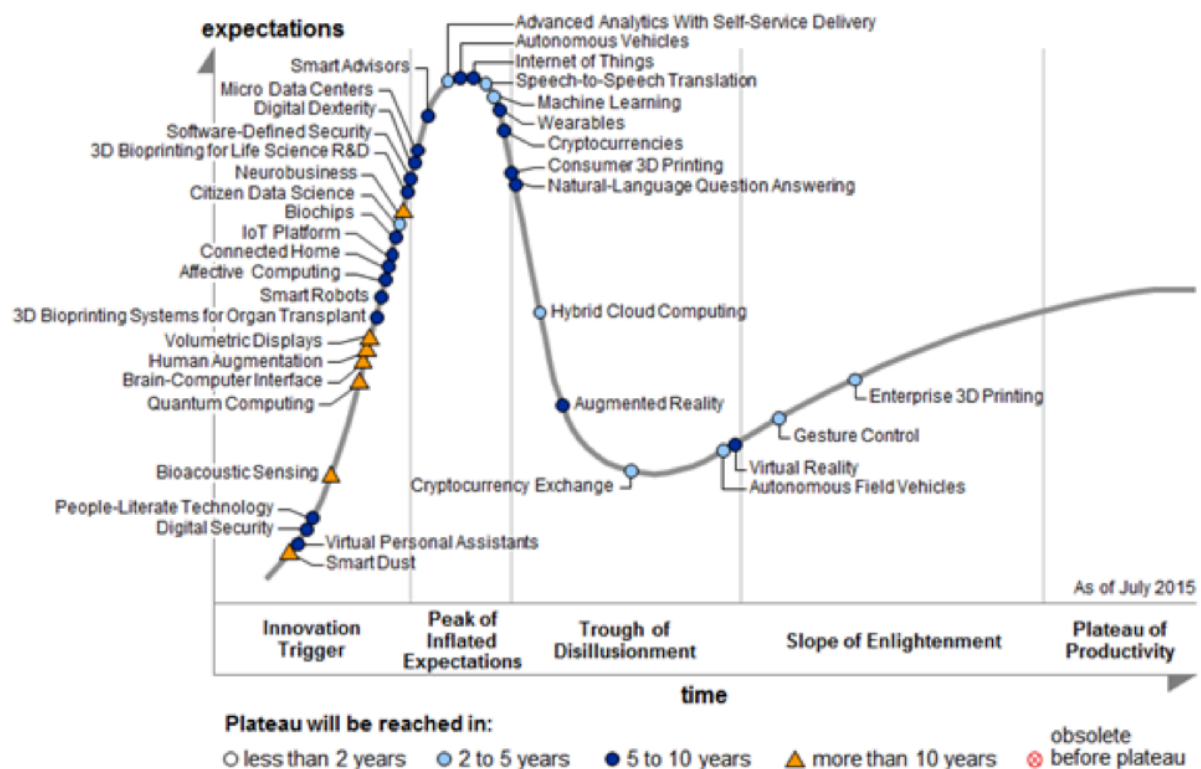 expectations
Advanced Analytics With Self-Service Delivery
Autonomous Vehicles
Internet of Things
Speech-to-Speech Translation
Machine Learning
Wearables
Cryptocurrencies
Consumer 3D Printing
Natural-Language Question Answering
Smart Advisors
Micro Data Centers
Digital Dexterity
Software-Defined Security
3D Bioprinting for Life Science R&D
Neurobusiness
Citizen Data Science
Biochips
IoT Platform
Connected Home
Affective Computing
Smart Robots
3D Bioprinting Systems for Organ Transplant
Volumetric Displays
Human Augmentation
Brain-Computer Interface
Quantum Computing
Bioacoustic Sensing
People-Literate Technology
Digital Security
Virtual Personal Assistants
Smart Dust
Hybrid Cloud Computing
Augmented Reality
Cryptocurrency Exchange
Enterprise 3D Printing
Gesture Control
Virtual Reality
Autonomous Field Vehicles
As of July 2015
Innovation
Trigger
Peak of
Inflated
Expectations
Trough of
Disillusionment
Slope of Enlightenment
Plateau of
Productivity
time
Plateau will be reached in:
less than 2 years
2 to 5 years
5 to 10 years
more than 10 years
obsolete
before plateau